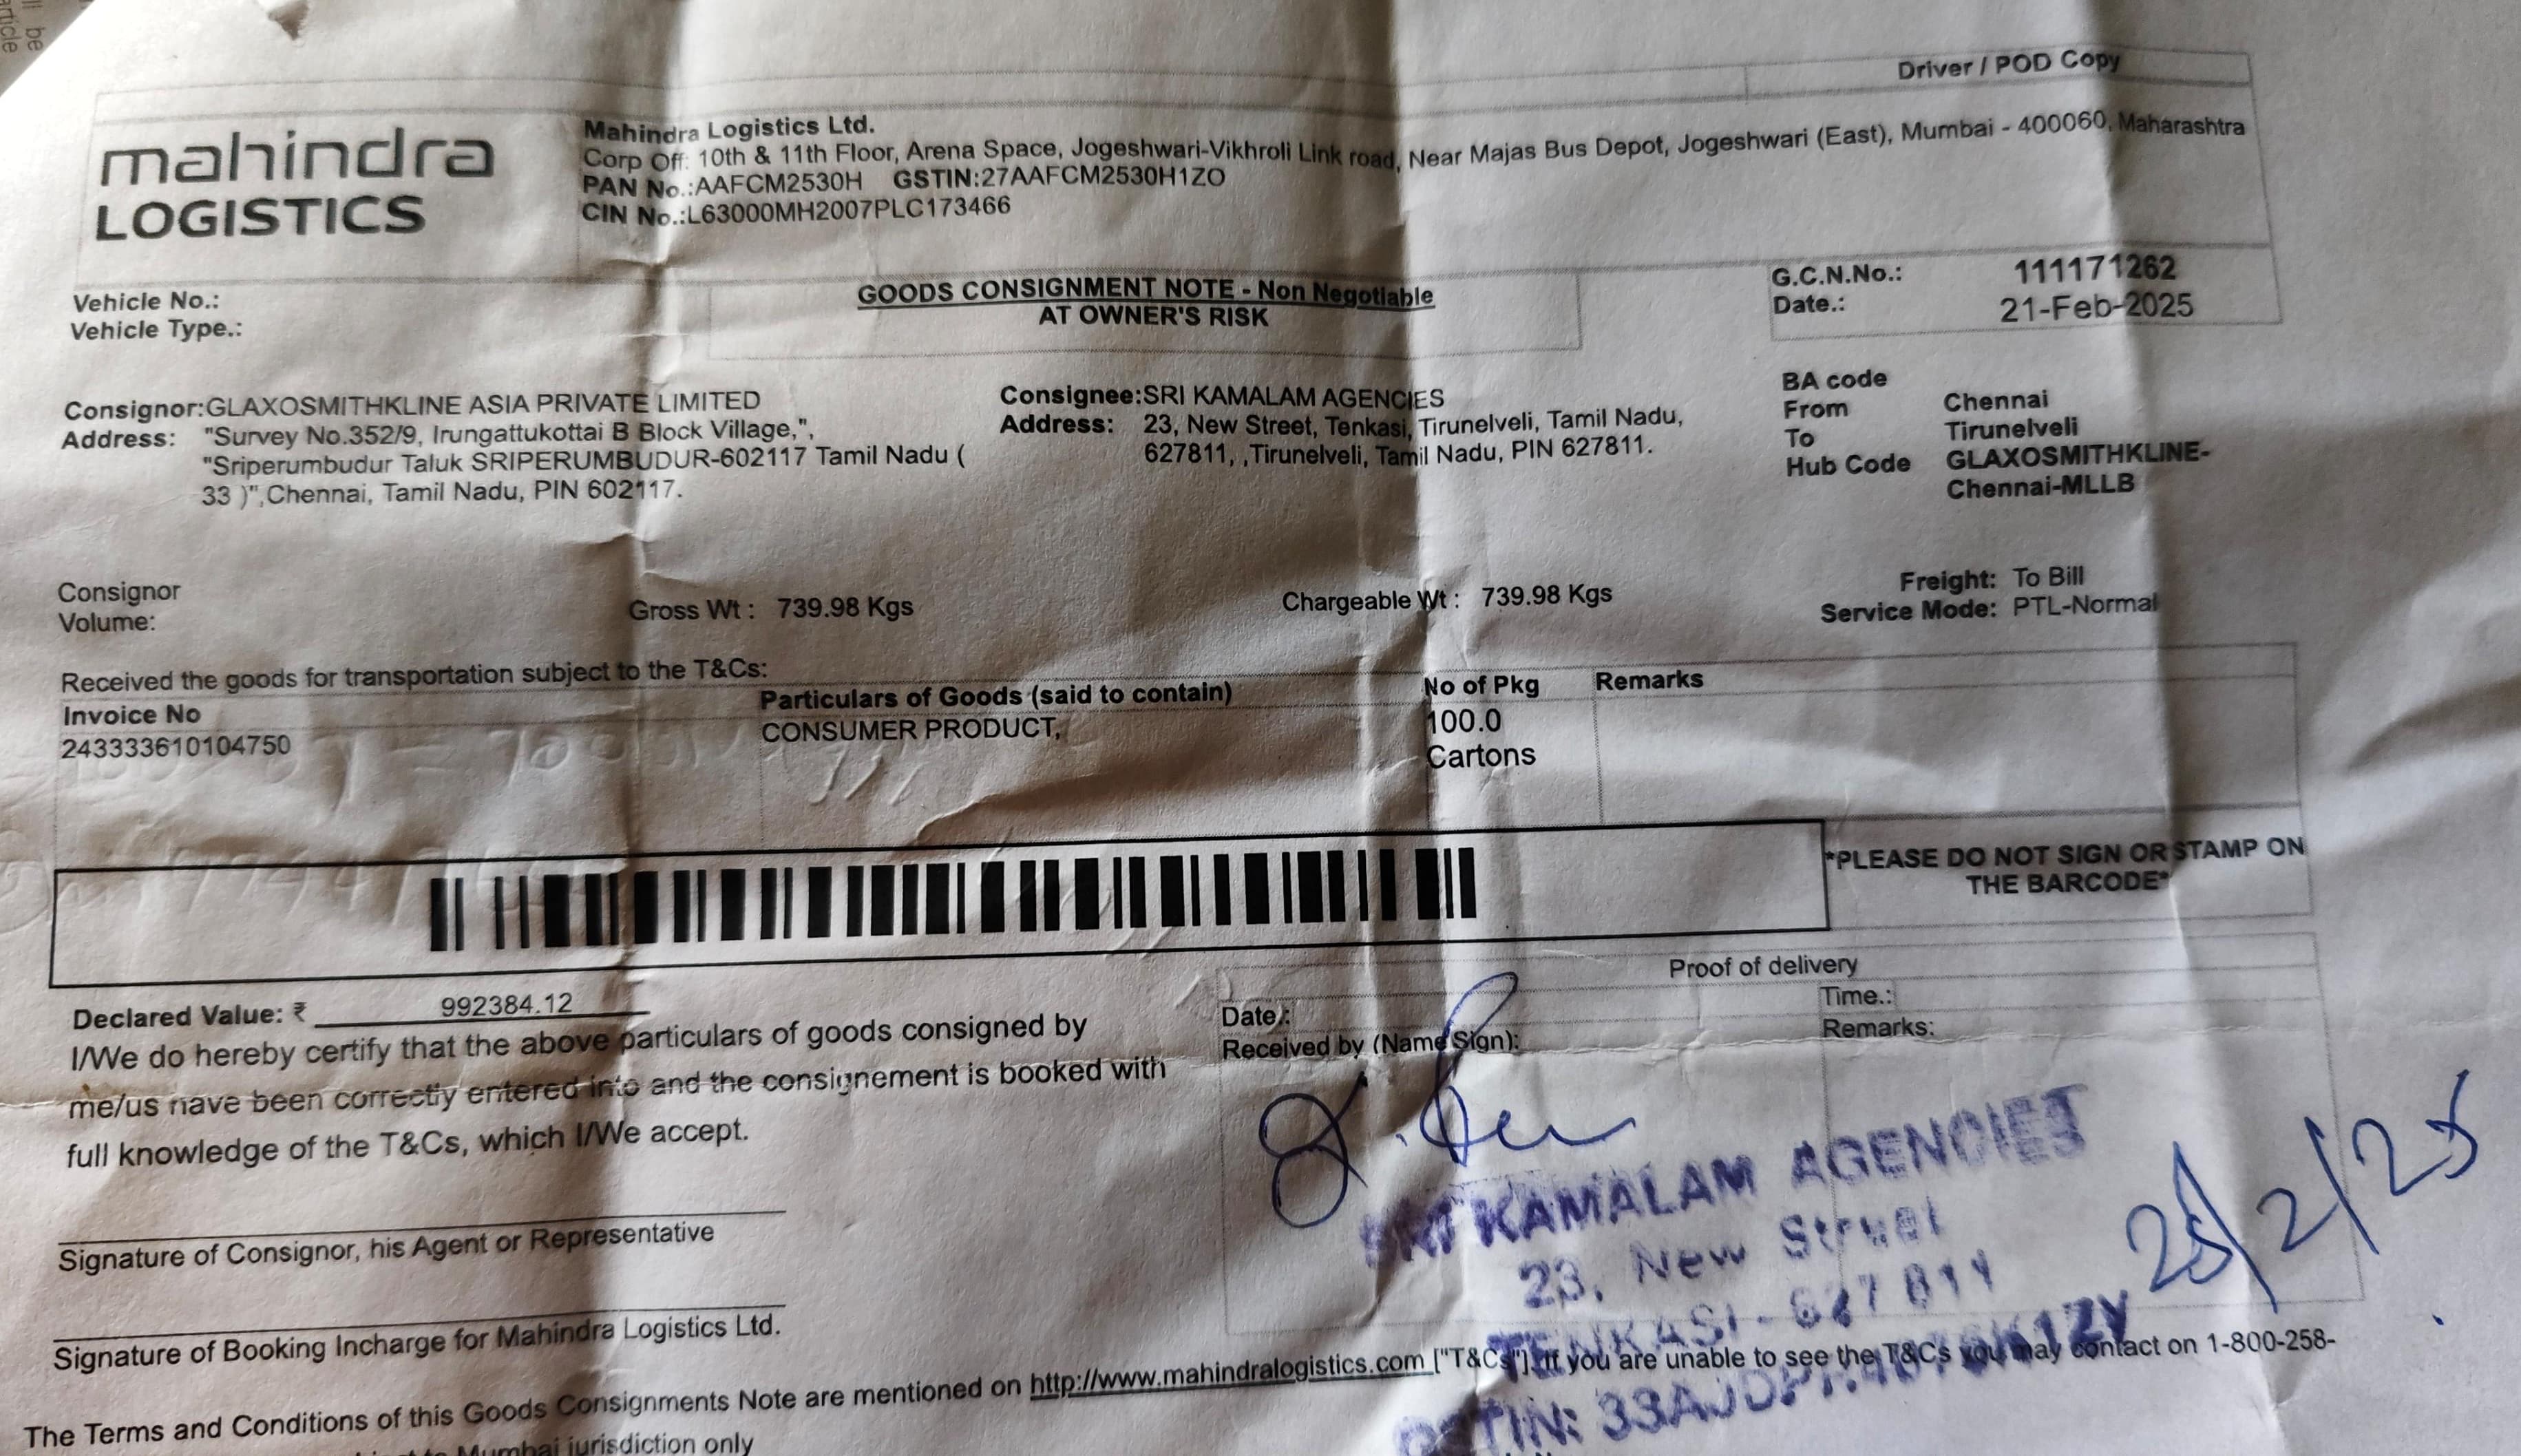 ll be
article
Driver / POD Copy
mahindra
LOGISTICS
Mahindra Logistics Ltd.
Corp Off: 10th & 11th Floor, Arena Space, Jogeshwari-Vikhroli Link road, Near Majas Bus Depot, Jogeshwari (East), Mumbai - 400060, Maharashtra
PAN No.:AAFCM2530H GSTIN:27AAFCM2530H1ZO
CIN No.:L63000MH2007PLC173466
Vehicle No.:
Vehicle Type.:
GOODS CONSIGNMENT NOTE - Non Negotiable
AT OWNER'S RISK
G.C.N.No.: 111171262
Date.: 21-Feb-2025
Consignor:GLAXOSMITHKLINE ASIA PRIVATE LIMITED
Address: "Survey No.352/9, Irungattukottai B Block Village,",
"Sriperumbudur Taluk SRIPERUMBUDUR-602117 Tamil Nadu (
33 )",Chennai, Tamil Nadu, PIN 602117.
Consignee:SRI KAMALAM AGENCIES
Address: 23, New Street, Tenkasi, Tirunelveli, Tamil Nadu,
627811, ,Tirunelveli, Tamil Nadu, PIN 627811.
BA code
From Chennai
To Tirunelveli
Hub Code GLAXOSMITHKLINE-
Chennai-MLLB
Consignor
Volume:
Gross Wt : 739.98 Kgs
Chargeable Wt : 739.98 Kgs
Freight: To Bill
Service Mode: PTL-Normal
Received the goods for transportation subject to the T&Cs:
Invoice No
Particulars of Goods (said to contain)
No of Pkg
Remarks
243333610104750
CONSUMER PRODUCT,
100.0
Cartons
*PLEASE DO NOT SIGN OR STAMP ON
THE BARCODE*
Declared Value: ₹ 992384.12
I/We do hereby certify that the above particulars of goods consigned by
me/us have been correctly entered into and the consignement is booked with
full knowledge of the T&Cs, which I/We accept.
Proof of delivery
Date.:
Time.:
Received by (Name Sign):
Remarks:
SRI KAMALAM AGENCIES
23, New Street
TENKASI - 627 811
GSTIN:
25/2/25
Signature of Consignor, his Agent or Representative
Signature of Booking Incharge for Mahindra Logistics Ltd.
The Terms and Conditions of this Goods Consignments Note are mentioned on http://www.mahindralogistics.com ["T&Cs"]. If you are unable to see the T&Cs you may contact on 1-800-258-
to Mumbai jurisdiction only